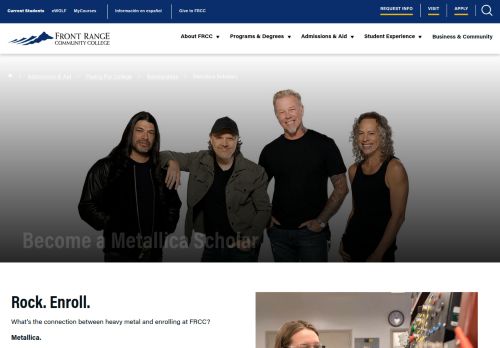 Current Students eWOLF MyCourses Información en español Give to FRCC REQUEST INFO VISIT APPLY
FRONT RANGE
COMMUNITY COLLEGE
About FRCC Programs & Degrees Admissions & Aid Student Experience Business & Community
Admissions & Aid Paying For College Scholarships Metallica Scholars
Become a Metallica Scholar
Rock. Enroll.
What's the connection between heavy metal and enrolling at FRCC?
Metallica.